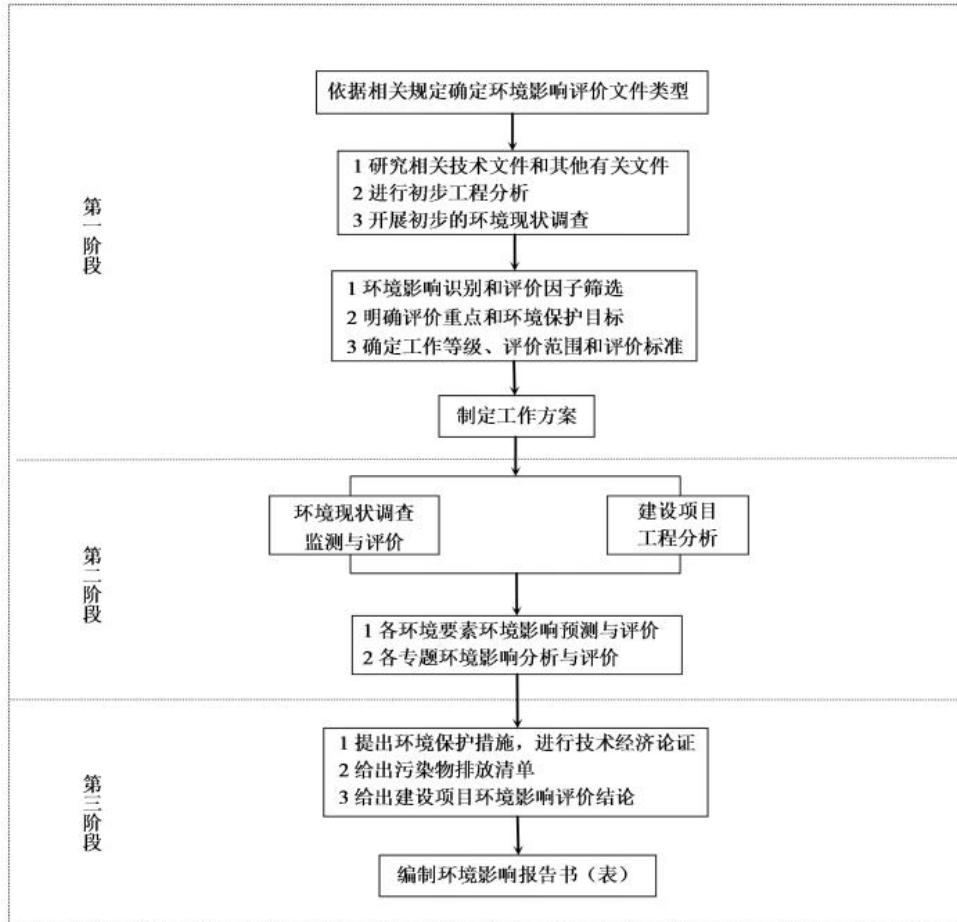 依据相关规定确定环境影响评价文件类型
1 研究相关技术文件和其他有关文件
2 进行初步工程分析
3 开展初步的环境现状调查
第一阶段
1 环境影响识别和评价因子筛选
2 明确评价重点和环境保护目标
3 确定工作等级、评价范围和评价标准
制定工作方案
环境现状调查
监测与评价
建设项目
工程分析
第二阶段
1 各环境要素环境影响预测与评价
2 各专题环境影响分析与评价
1 提出环境保护措施，进行技术经济论证
2 给出污染物排放清单
3 给出建设项目环境影响评价结论
第三阶段
编制环境影响报告书（表）